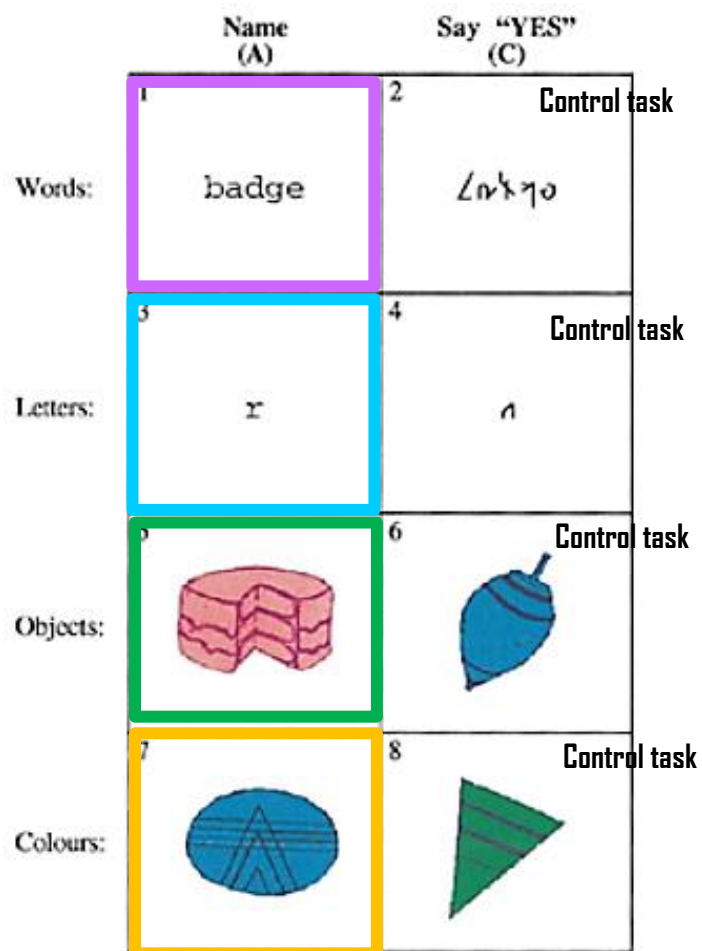 Name Say “YES”
(A) (C)
1 2 Control task
Words: badge
3 4 Control task
Letters: r
5 6 Control task
Objects:
7 8 Control task
Colours: